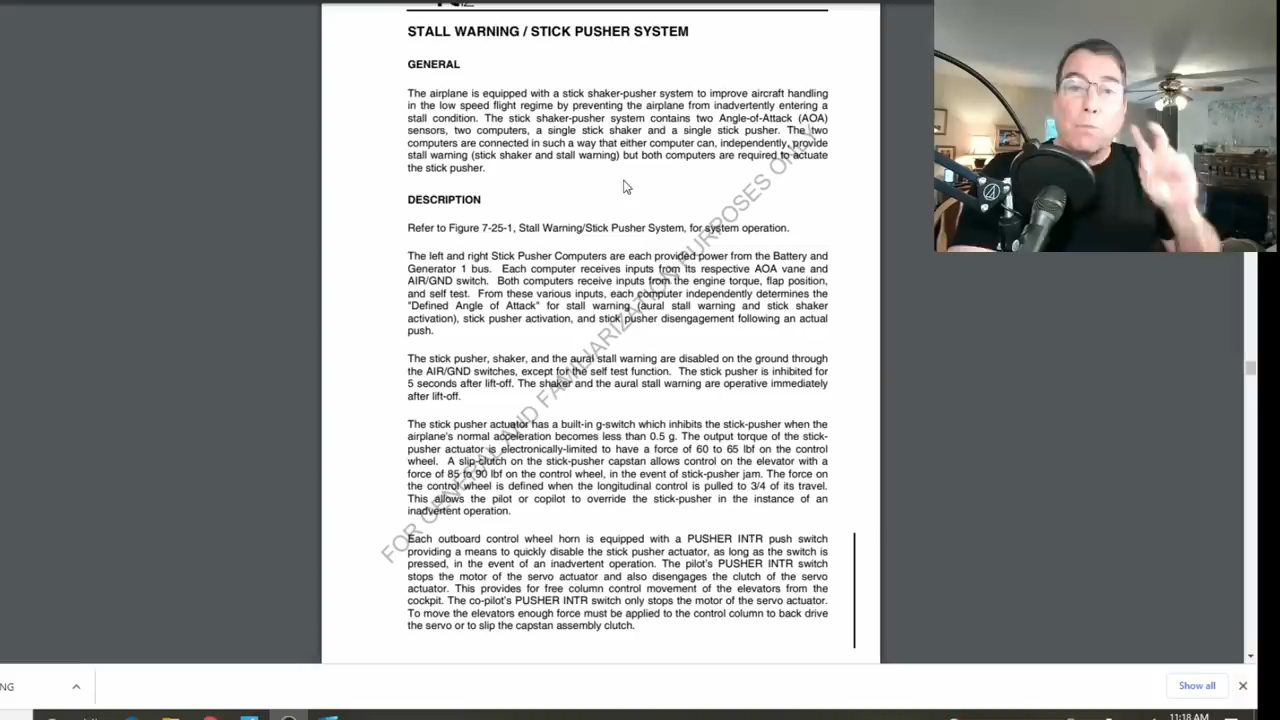 STALL WARNING / STICK PUSHER SYSTEM
GENERAL
The airplane is equipped with a stick shaker-pusher system to improve aircraft handling
in the low speed flight regime by preventing the airplane from inadvertently entering a
stall condition. The stick shaker-pusher system contains two Angle-of-Attack (AOA)
sensors, two computers, a single stick shaker and a single stick pusher. The two
computers are connected in such a way that either computer can, independently, provide
stall warning (stick shaker and stall warning) but both computers are required to actuate
the stick pusher.
DESCRIPTION
Refer to Figure 7-25-1, Stall Warning/Stick Pusher System, for system operation.
The left and right Stick Pusher Computers are each provided power from the Battery and
Generator 1 bus. Each computer receives inputs from its respective AOA vane and
AIR/GND switch. Both computers receive inputs from the engine torque, flap position,
and self test. From these various inputs, each computer independently determines the
"Defined Angle of Attack" for stall warning (aural stall warning and stick shaker
activation), stick pusher activation, and stick pusher disengagement following an actual
push.
The stick pusher, shaker, and the aural stall warning are disabled on the ground through
the AIR/GND switches, except for the self test function. The stick pusher is inhibited for
5 seconds after lift-off. The shaker and the aural stall warning are operative immediately
after lift-off.
The stick pusher actuator has a built-in g-switch which inhibits the stick-pusher when the
airplane's normal acceleration becomes less than 0.5 g. The output torque of the stick-
pusher actuator is electronically-limited to have a force of 60 to 65 lbf on the control
wheel. A slip-clutch on the stick-pusher capstan allows control on the elevator with a
force of 85 to 90 lbf on the control wheel, in the event of stick-pusher jam. The force on
the control wheel is defined when the longitudinal control is pulled to 3/4 of its travel.
This allows the pilot or copilot to override the stick-pusher in the instance of an
inadvertent operation.
Each outboard control wheel horn is equipped with a PUSHER INTR push switch
providing a means to quickly disable the stick pusher actuator, as long as the switch is
pressed, in the event of an inadvertent operation. The pilot's PUSHER INTR switch
stops the motor of the servo actuator and also disengages the clutch of the servo
actuator. This provides for free column control movement of the elevators from the
cockpit. The co-pilot's PUSHER INTR switch only stops the motor of the servo actuator.
To move the elevators enough force must be applied to the control column to back drive
the servo or to slip the capstan assembly clutch.
FOR GENERAL AND FAMILIARIZATION PURPOSES ONLY
NG
Show all
11:18 AM